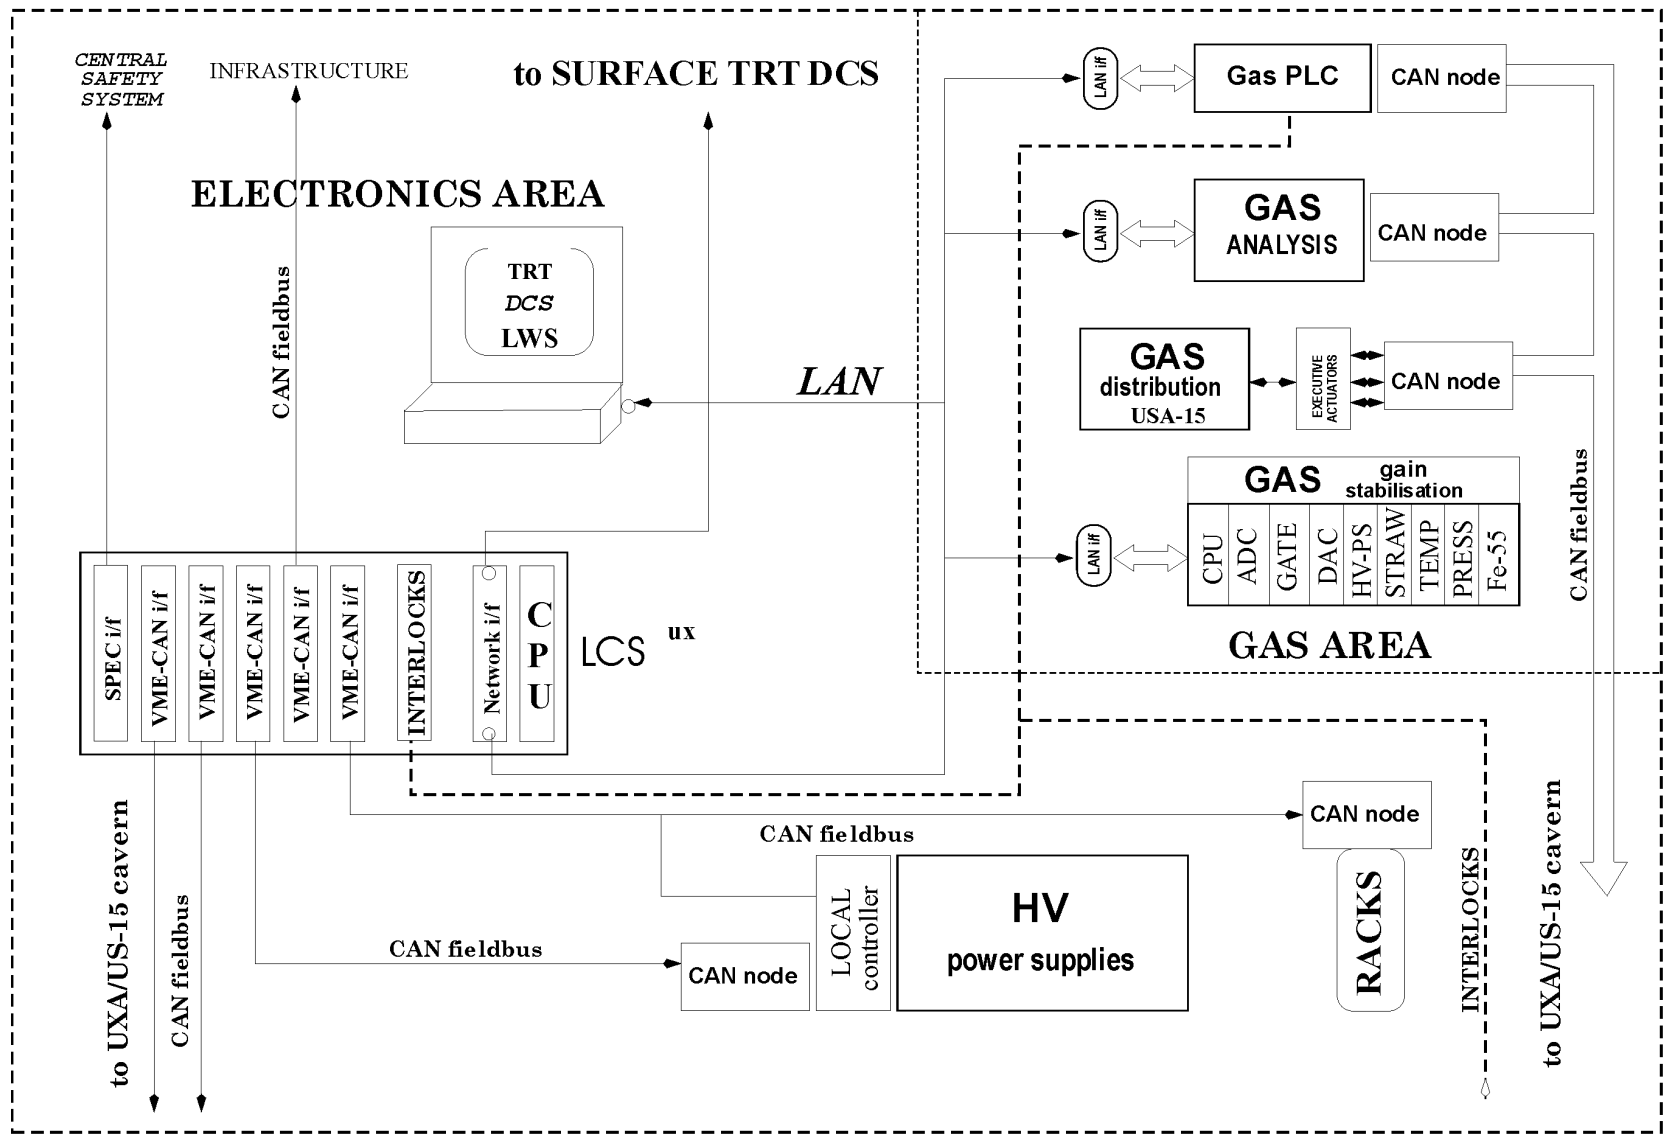 CENTRAL
SAFETY
SYSTEM
INFRASTRUCTURE
to SURFACE TRT DCS
ELECTRONICS AREA
CAN fieldbus
TRT
DCS
LWS
LAN
LAN iff
Gas PLC
CAN node
LAN iff
GAS
ANALYSIS
CAN node
GAS
distribution
USA-15
EXECUTIVE
ACTUATORS
CAN node
GAS
gain
stabilisation
LAN iff
CPU
ADC
GATE
DAC
HV-PS
STRAW
TEMP
PRESS
Fe-55
CAN fieldbus
GAS AREA
SPEC i/f
VME-CAN i/f
VME-CAN i/f
VME-CAN i/f
VME-CAN i/f
VME-CAN i/f
INTERLOCKS
Network i/f
C
P
U
LCS ux
to UXA/US-15 cavern
CAN fieldbus
CAN fieldbus
CAN fieldbus
CAN node
LOCAL
controller
HV
power supplies
CAN node
RACKS
INTERLOCKS
to UXA/US-15 cavern